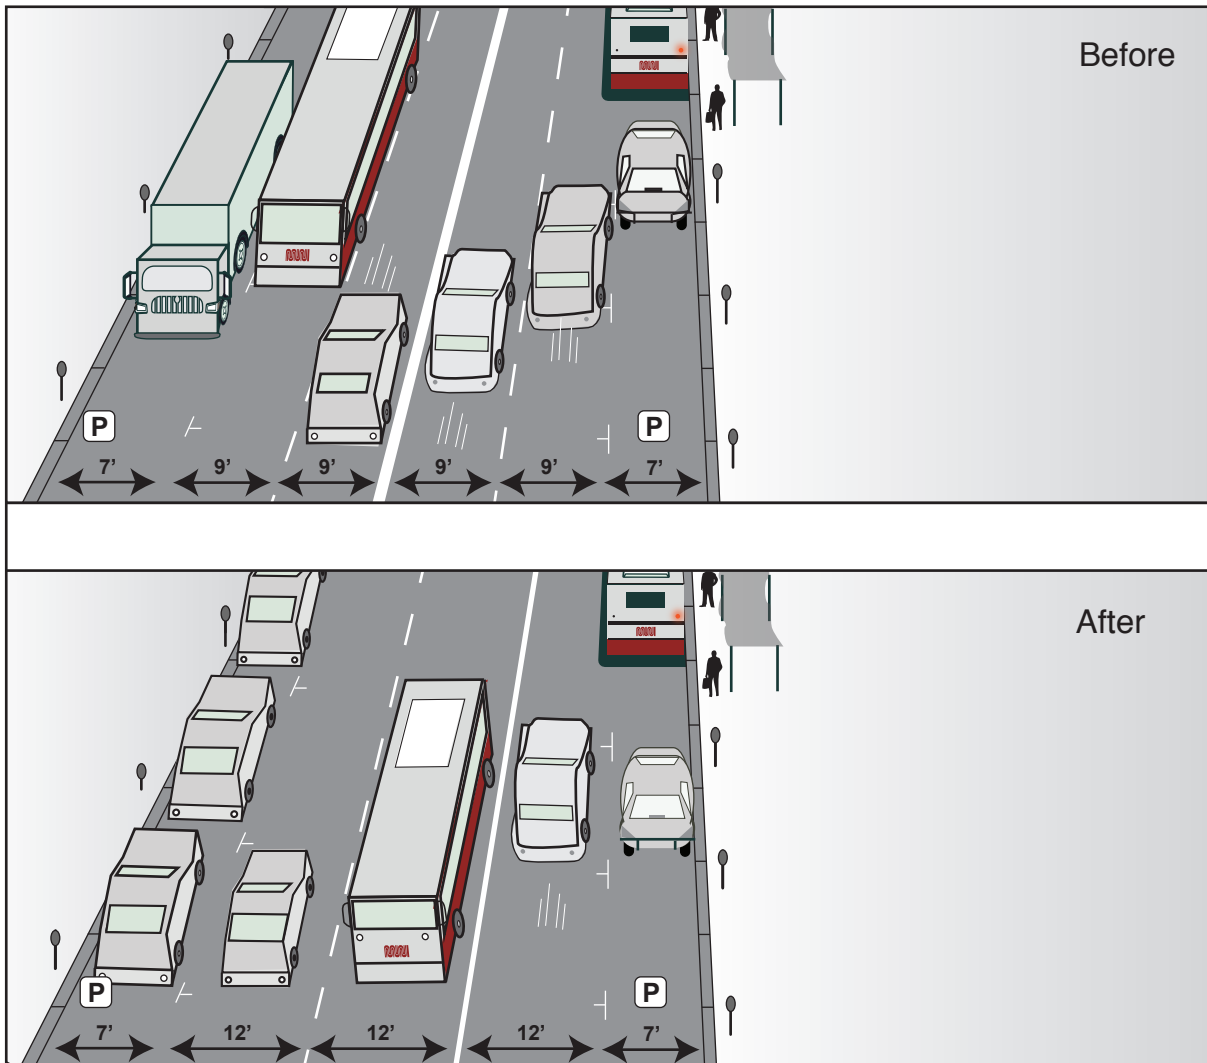 Before
P P
7’ 9’ 9’ 9’ 9’ 7’
After
P P
7’ 12’ 12’ 12’ 7’